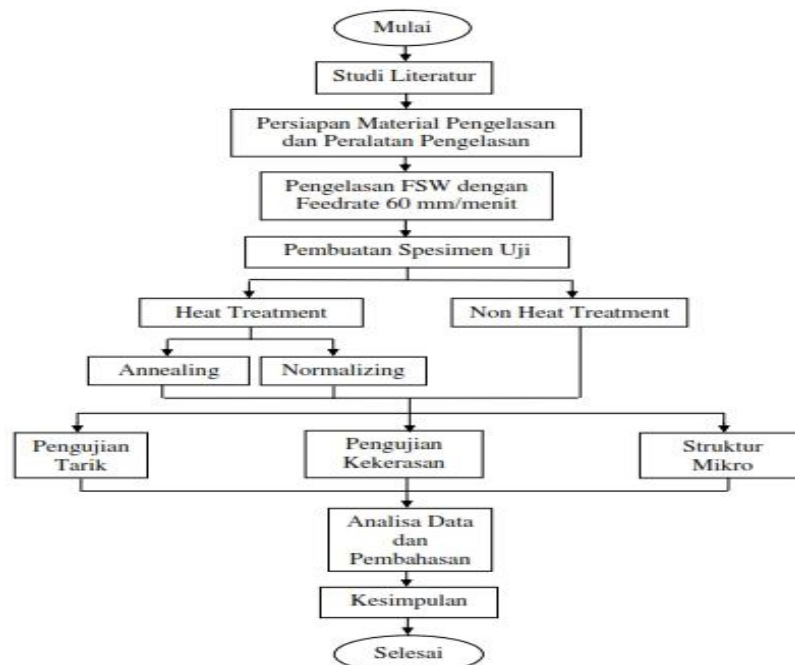 Mulai
Studi Literatur
Persiapan Material Pengelasan
dan Peralatan Pengelasan
Pengelasan FSW dengan
Feedrate 60 mm/menit
Pembuatan Spesimen Uji
Heat Treatment
Non Heat Treatment
Annealing
Normalizing
Pengujian
Tarik
Pengujian
Kekerasan
Struktur
Mikro
Analisa Data
dan
Pembahasan
Kesimpulan
Selesai